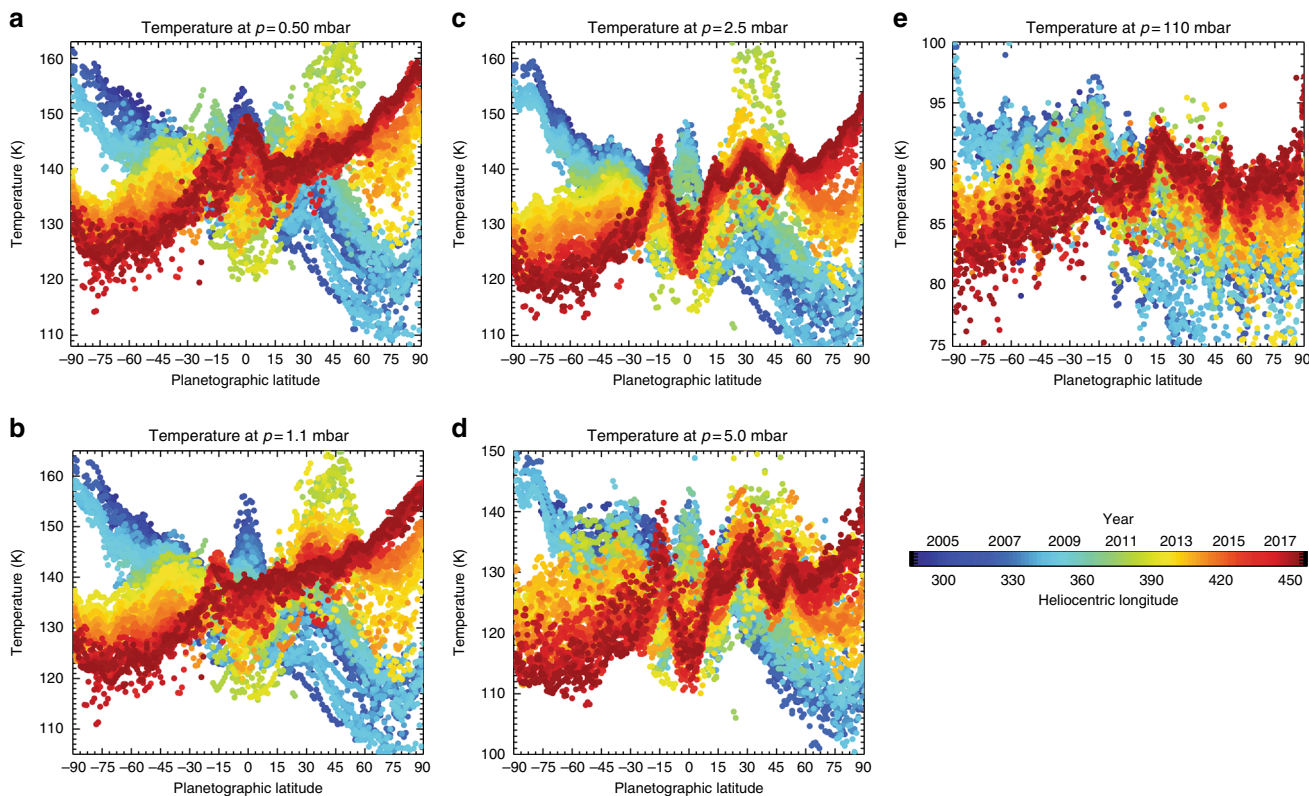 a
Temperature at p = 0.50 mbar
160
150
140
130
120
110
Temperature (K)
−90 −75 −60 −45 −30 −15 0 15 30 45 60 75 90
Planetographic latitude
c
Temperature at p = 2.5 mbar
160
150
140
130
120
110
Temperature (K)
−90 −75 −60 −45 −30 −15 0 15 30 45 60 75 90
Planetographic latitude
e
Temperature at p = 110 mbar
100
95
90
85
80
75
Temperature (K)
−90 −75 −60 −45 −30 −15 0 15 30 45 60 75 90
Planetographic latitude
b
Temperature at p = 1.1 mbar
160
150
140
130
120
110
Temperature (K)
−90 −75 −60 −45 −30 −15 0 15 30 45 60 75 90
Planetographic latitude
d
Temperature at p = 5.0 mbar
150
140
130
120
110
100
Temperature (K)
−90 −75 −60 −45 −30 −15 0 15 30 45 60 75 90
Planetographic latitude
Year
2005 2007 2009 2011 2013 2015 2017
300 330 360 390 420 450
Heliocentric longitude